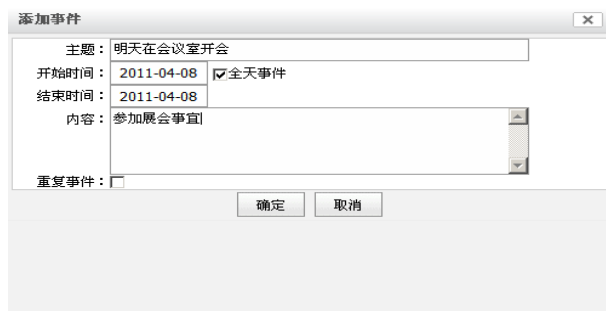 添加事件
主题：明天在会议室开会
开始时间：2011-04-08 全天事件
结束时间：2011-04-08
内容：参加展会事宜
重复事件：
确定 取消